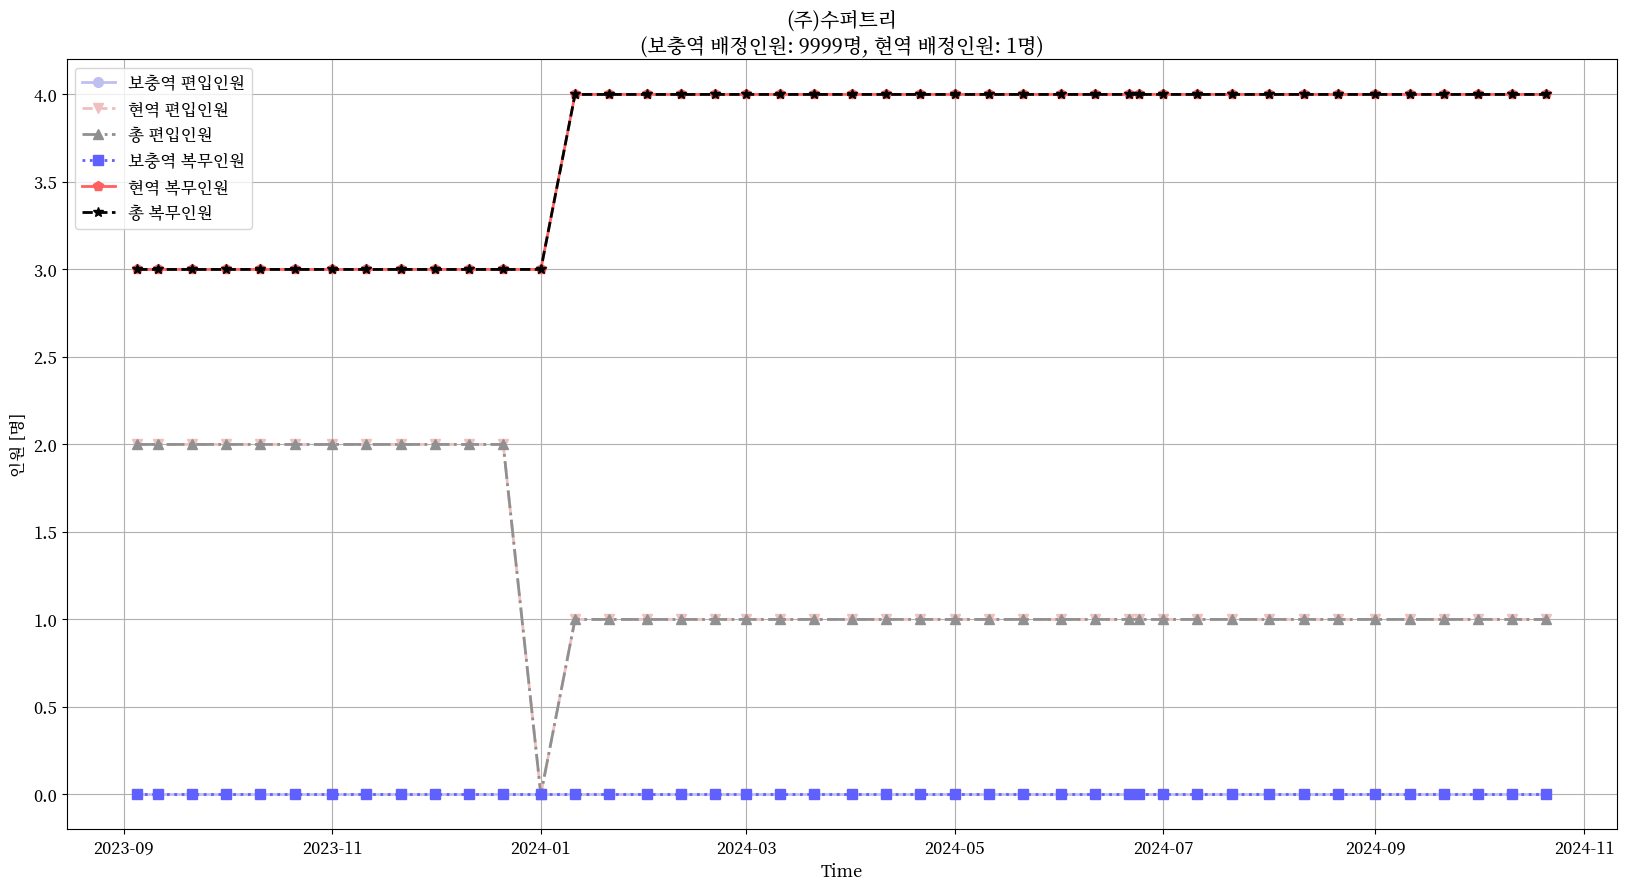 (주)수퍼트리
(보충역 배정인원: 9999명, 현역 배정인원: 1명)
보충역 편입인원
현역 편입인원
총 편입인원
보충역 복무인원
현역 복무인원
총 복무인원
인원 [명]
4.0
3.5
3.0
2.5
2.0
1.5
1.0
0.5
0.0
2023-09 2023-11 2024-01 2024-03 2024-05 2024-07 2024-09 2024-11
Time